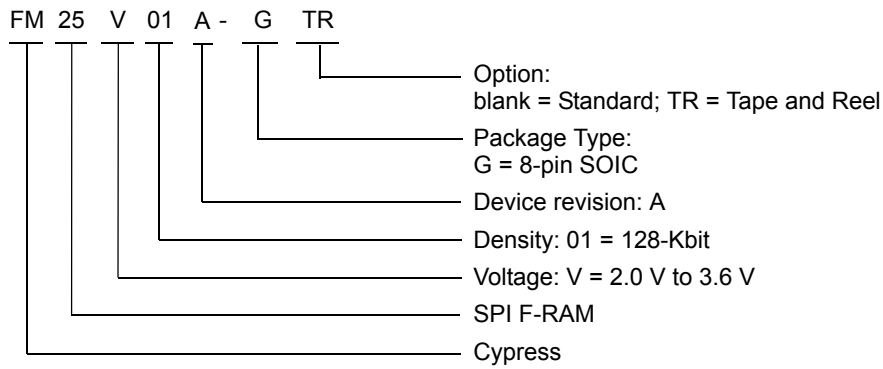 FM 25 V 01 A - G TR
Option:
blank = Standard; TR = Tape and Reel
Package Type:
G = 8-pin SOIC
Device revision: A
Density: 01 = 128-Kbit
Voltage: V = 2.0 V to 3.6 V
SPI F-RAM
Cypress